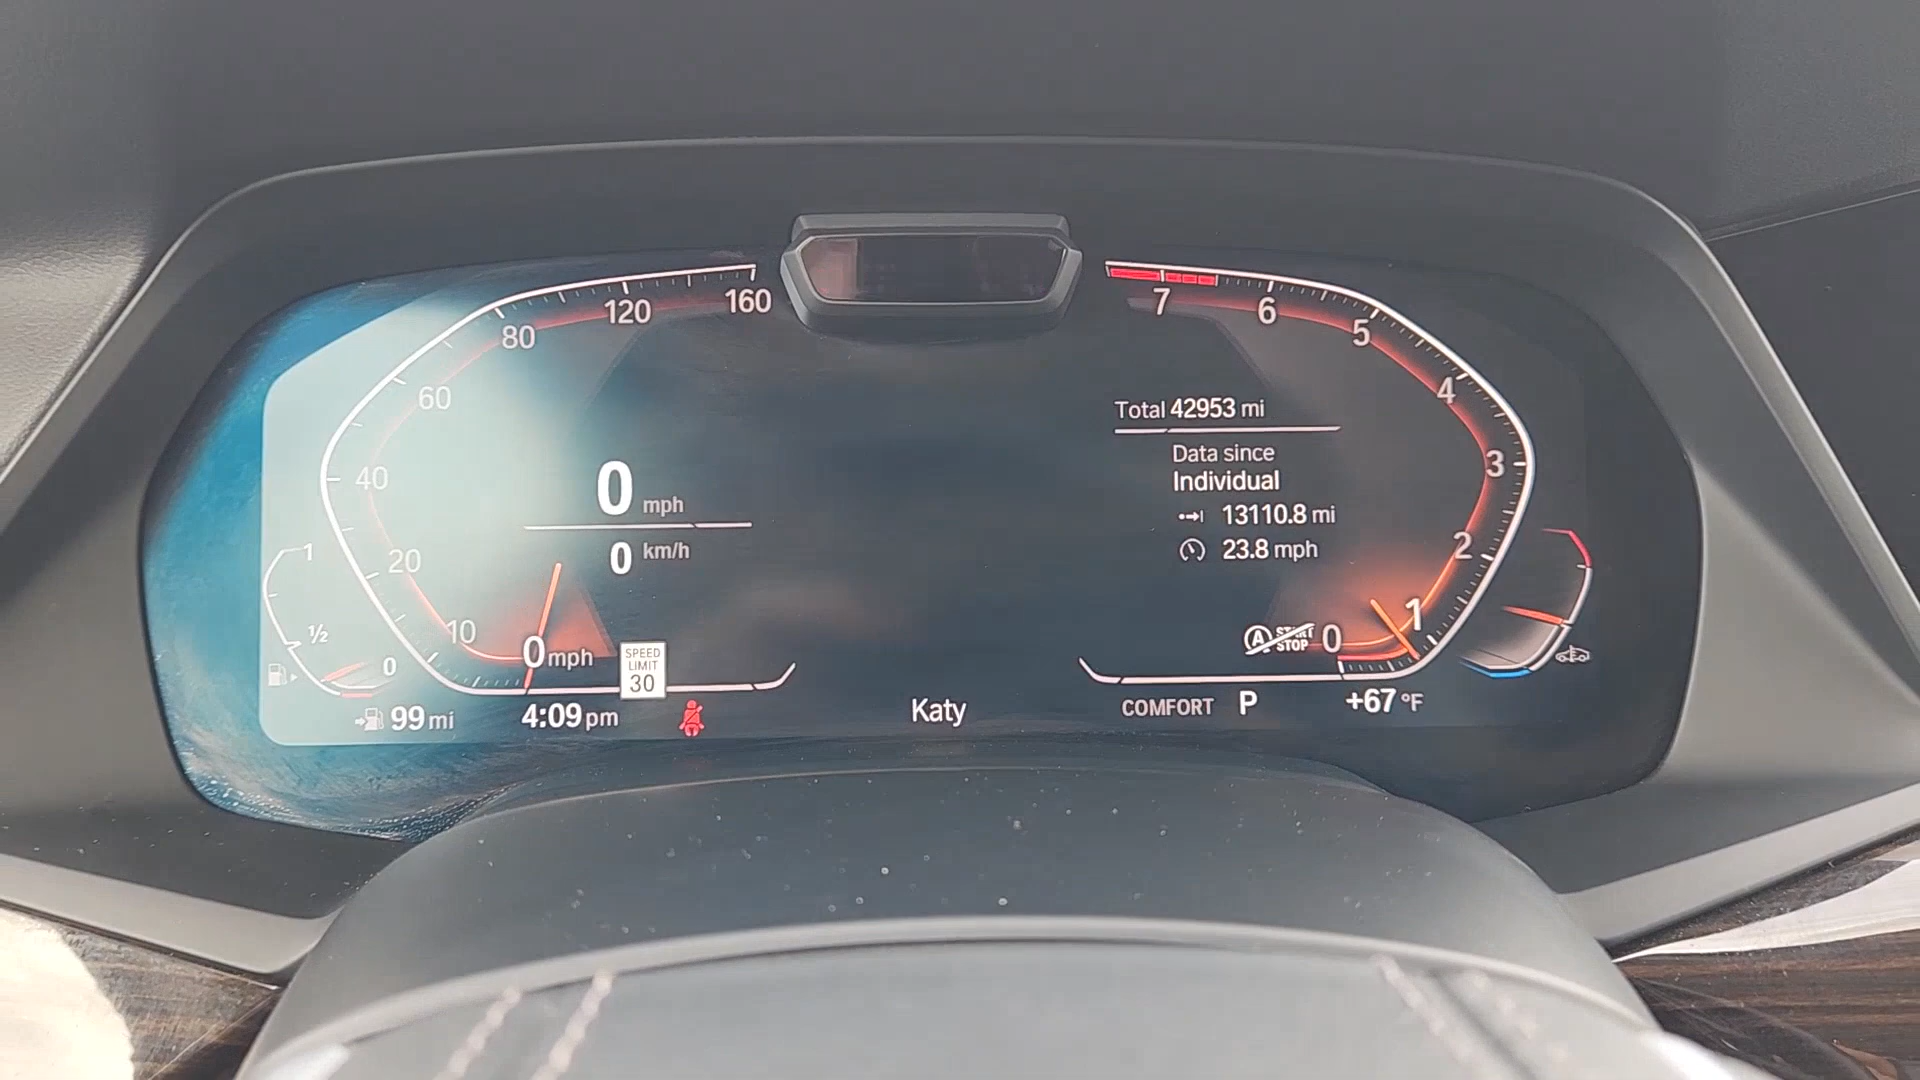 160
120
80
60
40
20
10
0 mph
0 mph
0 km/h
1
1/2
0
SPEED
LIMIT
30
99 mi
4:09 pm
Katy
7
6
5
4
3
2
1
0
Total 42953 mi
Data since
Individual
13110.8 mi
23.8 mph
A START
STOP
COMFORT P
+67 °F